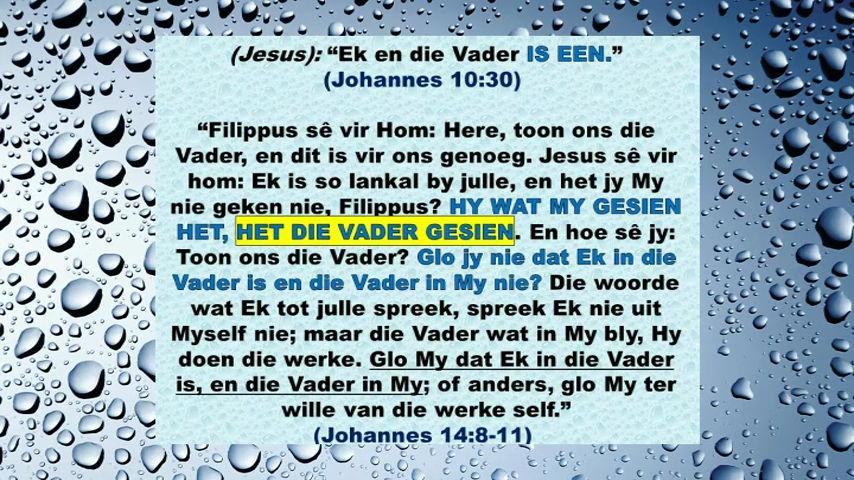 (Jesus): “Ek en die Vader IS EEN.”
(Johannes 10:30)
“Filippus sê vir Hom: Here, toon ons die
Vader, en dit is vir ons genoeg. Jesus sê vir
hom: Ek is so lankal by julle, en het jy My
nie geken nie, Filippus? HY WAT MY GESIEN
HET, HET DIE VADER GESIEN. En hoe sê jy:
Toon ons die Vader? Glo jy nie dat Ek in die
Vader is en die Vader in My nie? Die woorde
wat Ek tot julle spreek, spreek Ek nie uit
Myself nie; maar die Vader wat in My bly, Hy
doen die werke. Glo My dat Ek in die Vader
is, en die Vader in My; of anders, glo My ter
wille van die werke self.”
(Johannes 14:8-11)